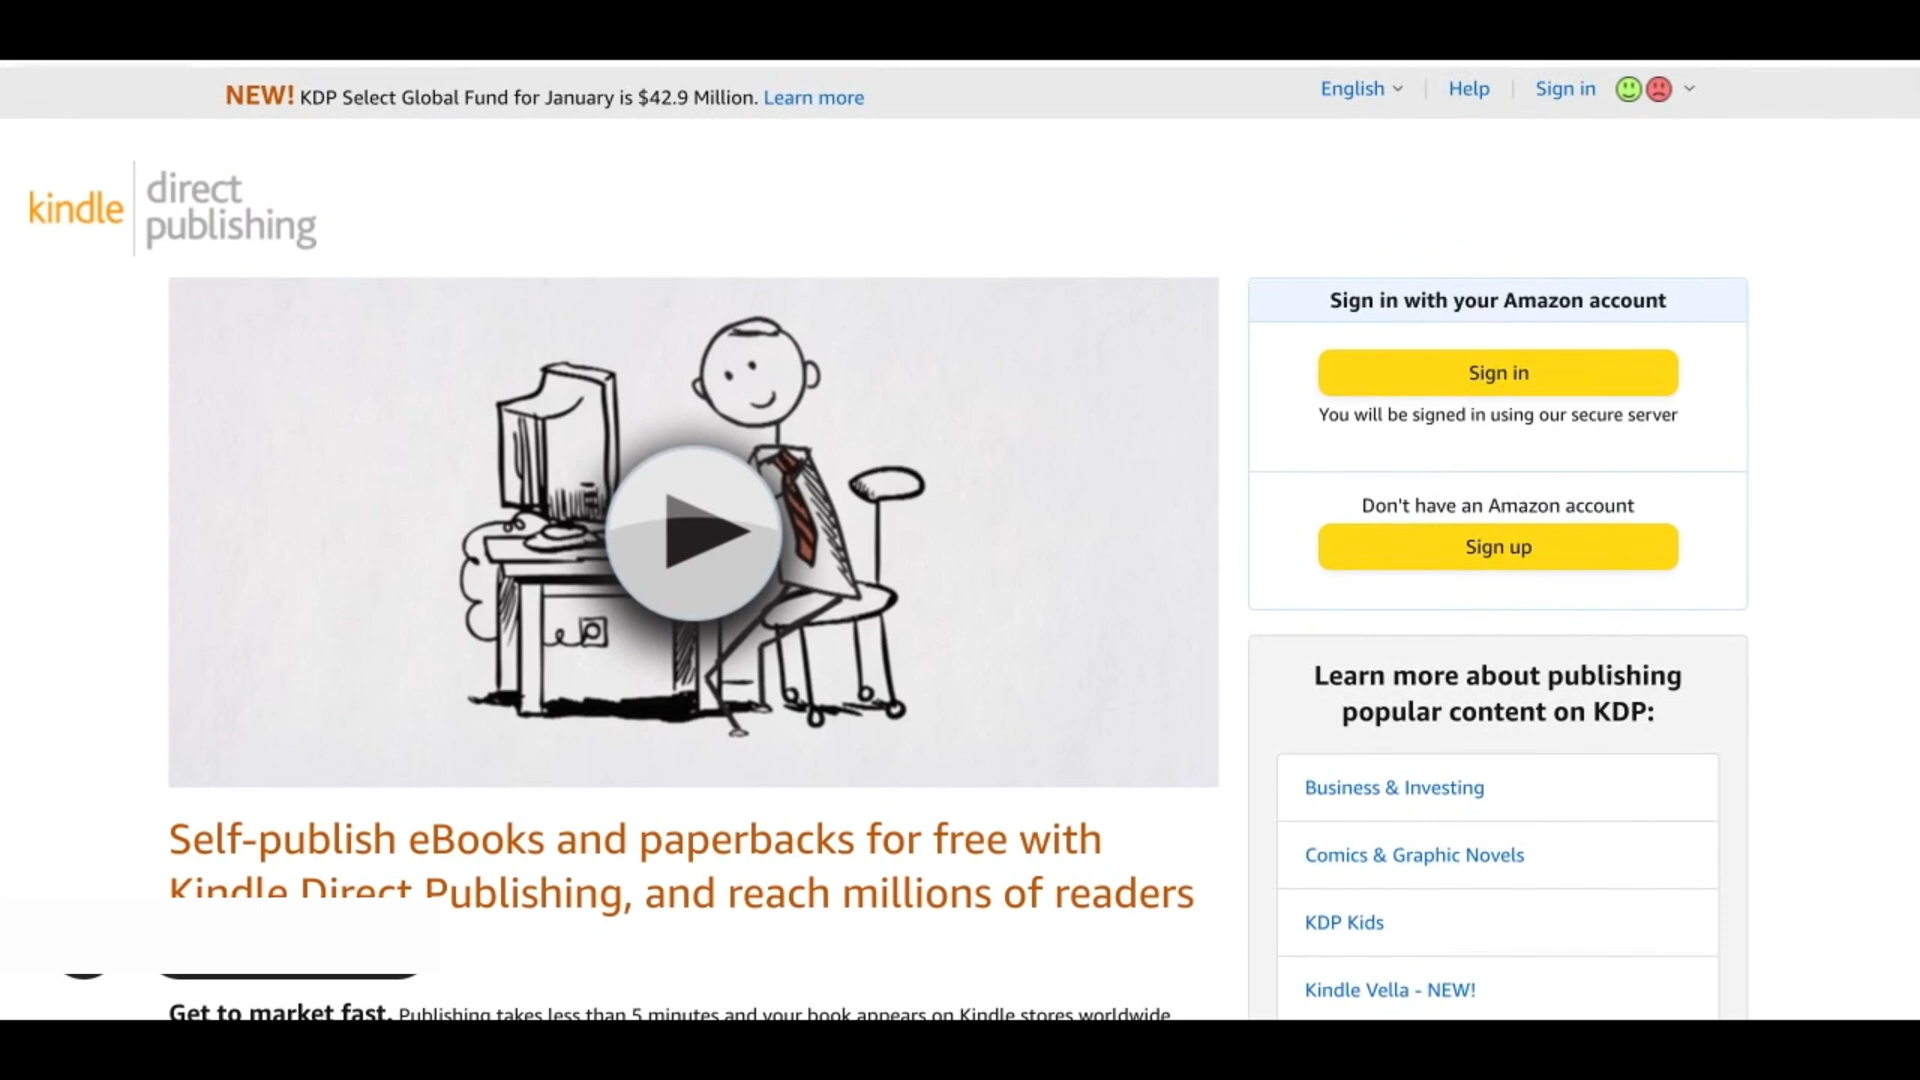 NEW! KDP Select Global Fund for January is $42.9 Million. Learn more
English
Help
Sign in
kindle
direct
publishing
Sign in with your Amazon account
Sign in
You will be signed in using our secure server
Don't have an Amazon account
Sign up
Learn more about publishing
popular content on KDP:
Business & Investing
Comics & Graphic Novels
KDP Kids
Kindle Vella - NEW!
Self-publish eBooks and paperbacks for free with
Kindle Direct Publishing, and reach millions of readers
Get to market fast. Publishing takes less than 5 minutes and your book appears on Kindle stores worldwide